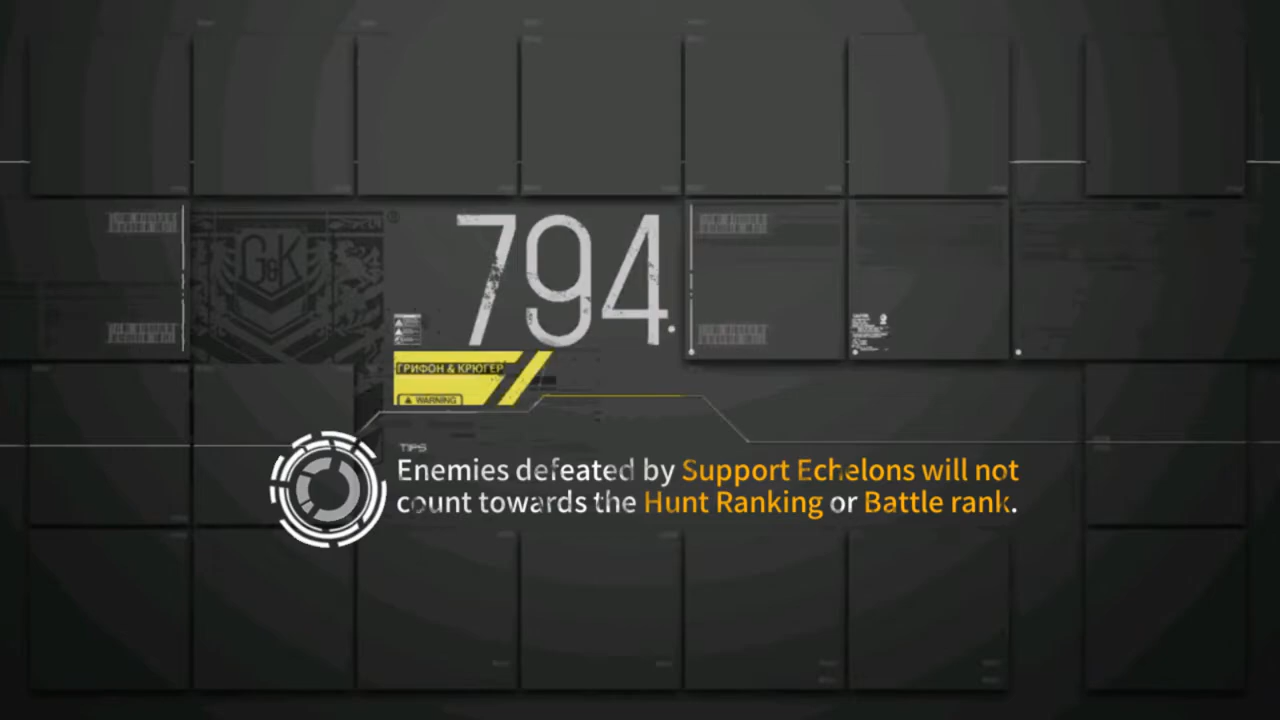 G&K
794.
ГРИФОН & КРЮГЕР
WARNING
TIPS
Enemies defeated by Support Echelons will not
count towards the Hunt Ranking or Battle rank.